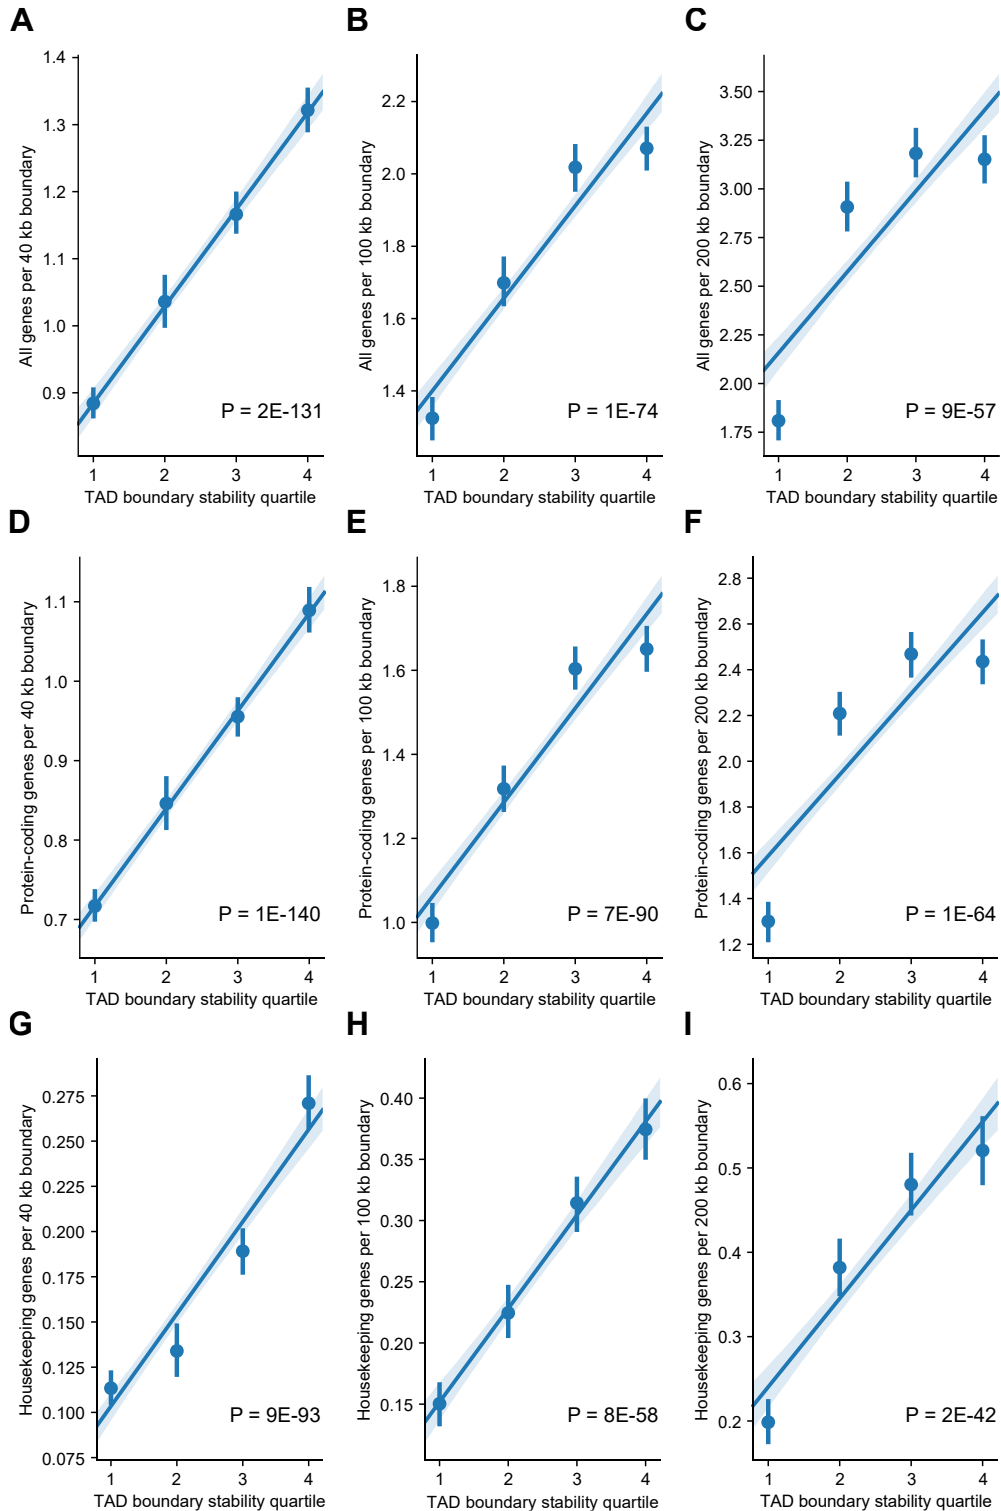 A
All genes per 40 kb boundary
1.4
1.3
1.2
1.1
1.0
0.9
P = 2E-131
1 2 3 4
TAD boundary stability quartile
B
All genes per 100 kb boundary
2.2
2.0
1.8
1.6
1.4
P = 1E-74
1 2 3 4
TAD boundary stability quartile
C
All genes per 200 kb boundary
3.50
3.25
3.00
2.75
2.50
2.25
2.00
1.75
P = 9E-57
1 2 3 4
TAD boundary stability quartile
D
Protein-coding genes per 40 kb boundary
1.1
1.0
0.9
0.8
0.7
P = 1E-140
1 2 3 4
TAD boundary stability quartile
E
Protein-coding genes per 100 kb boundary
1.8
1.6
1.4
1.2
1.0
P = 7E-90
1 2 3 4
TAD boundary stability quartile
F
Protein-coding genes per 200 kb boundary
2.8
2.6
2.4
2.2
2.0
1.8
1.6
1.4
1.2
P = 1E-64
1 2 3 4
TAD boundary stability quartile
G
Housekeeping genes per 40 kb boundary
0.275
0.250
0.225
0.200
0.175
0.150
0.125
0.100
0.075
P = 9E-93
1 2 3 4
TAD boundary stability quartile
H
Housekeeping genes per 100 kb boundary
0.40
0.35
0.30
0.25
0.20
0.15
P = 8E-58
1 2 3 4
TAD boundary stability quartile
I
Housekeeping genes per 200 kb boundary
0.6
0.5
0.4
0.3
0.2
P = 2E-42
1 2 3 4
TAD boundary stability quartile